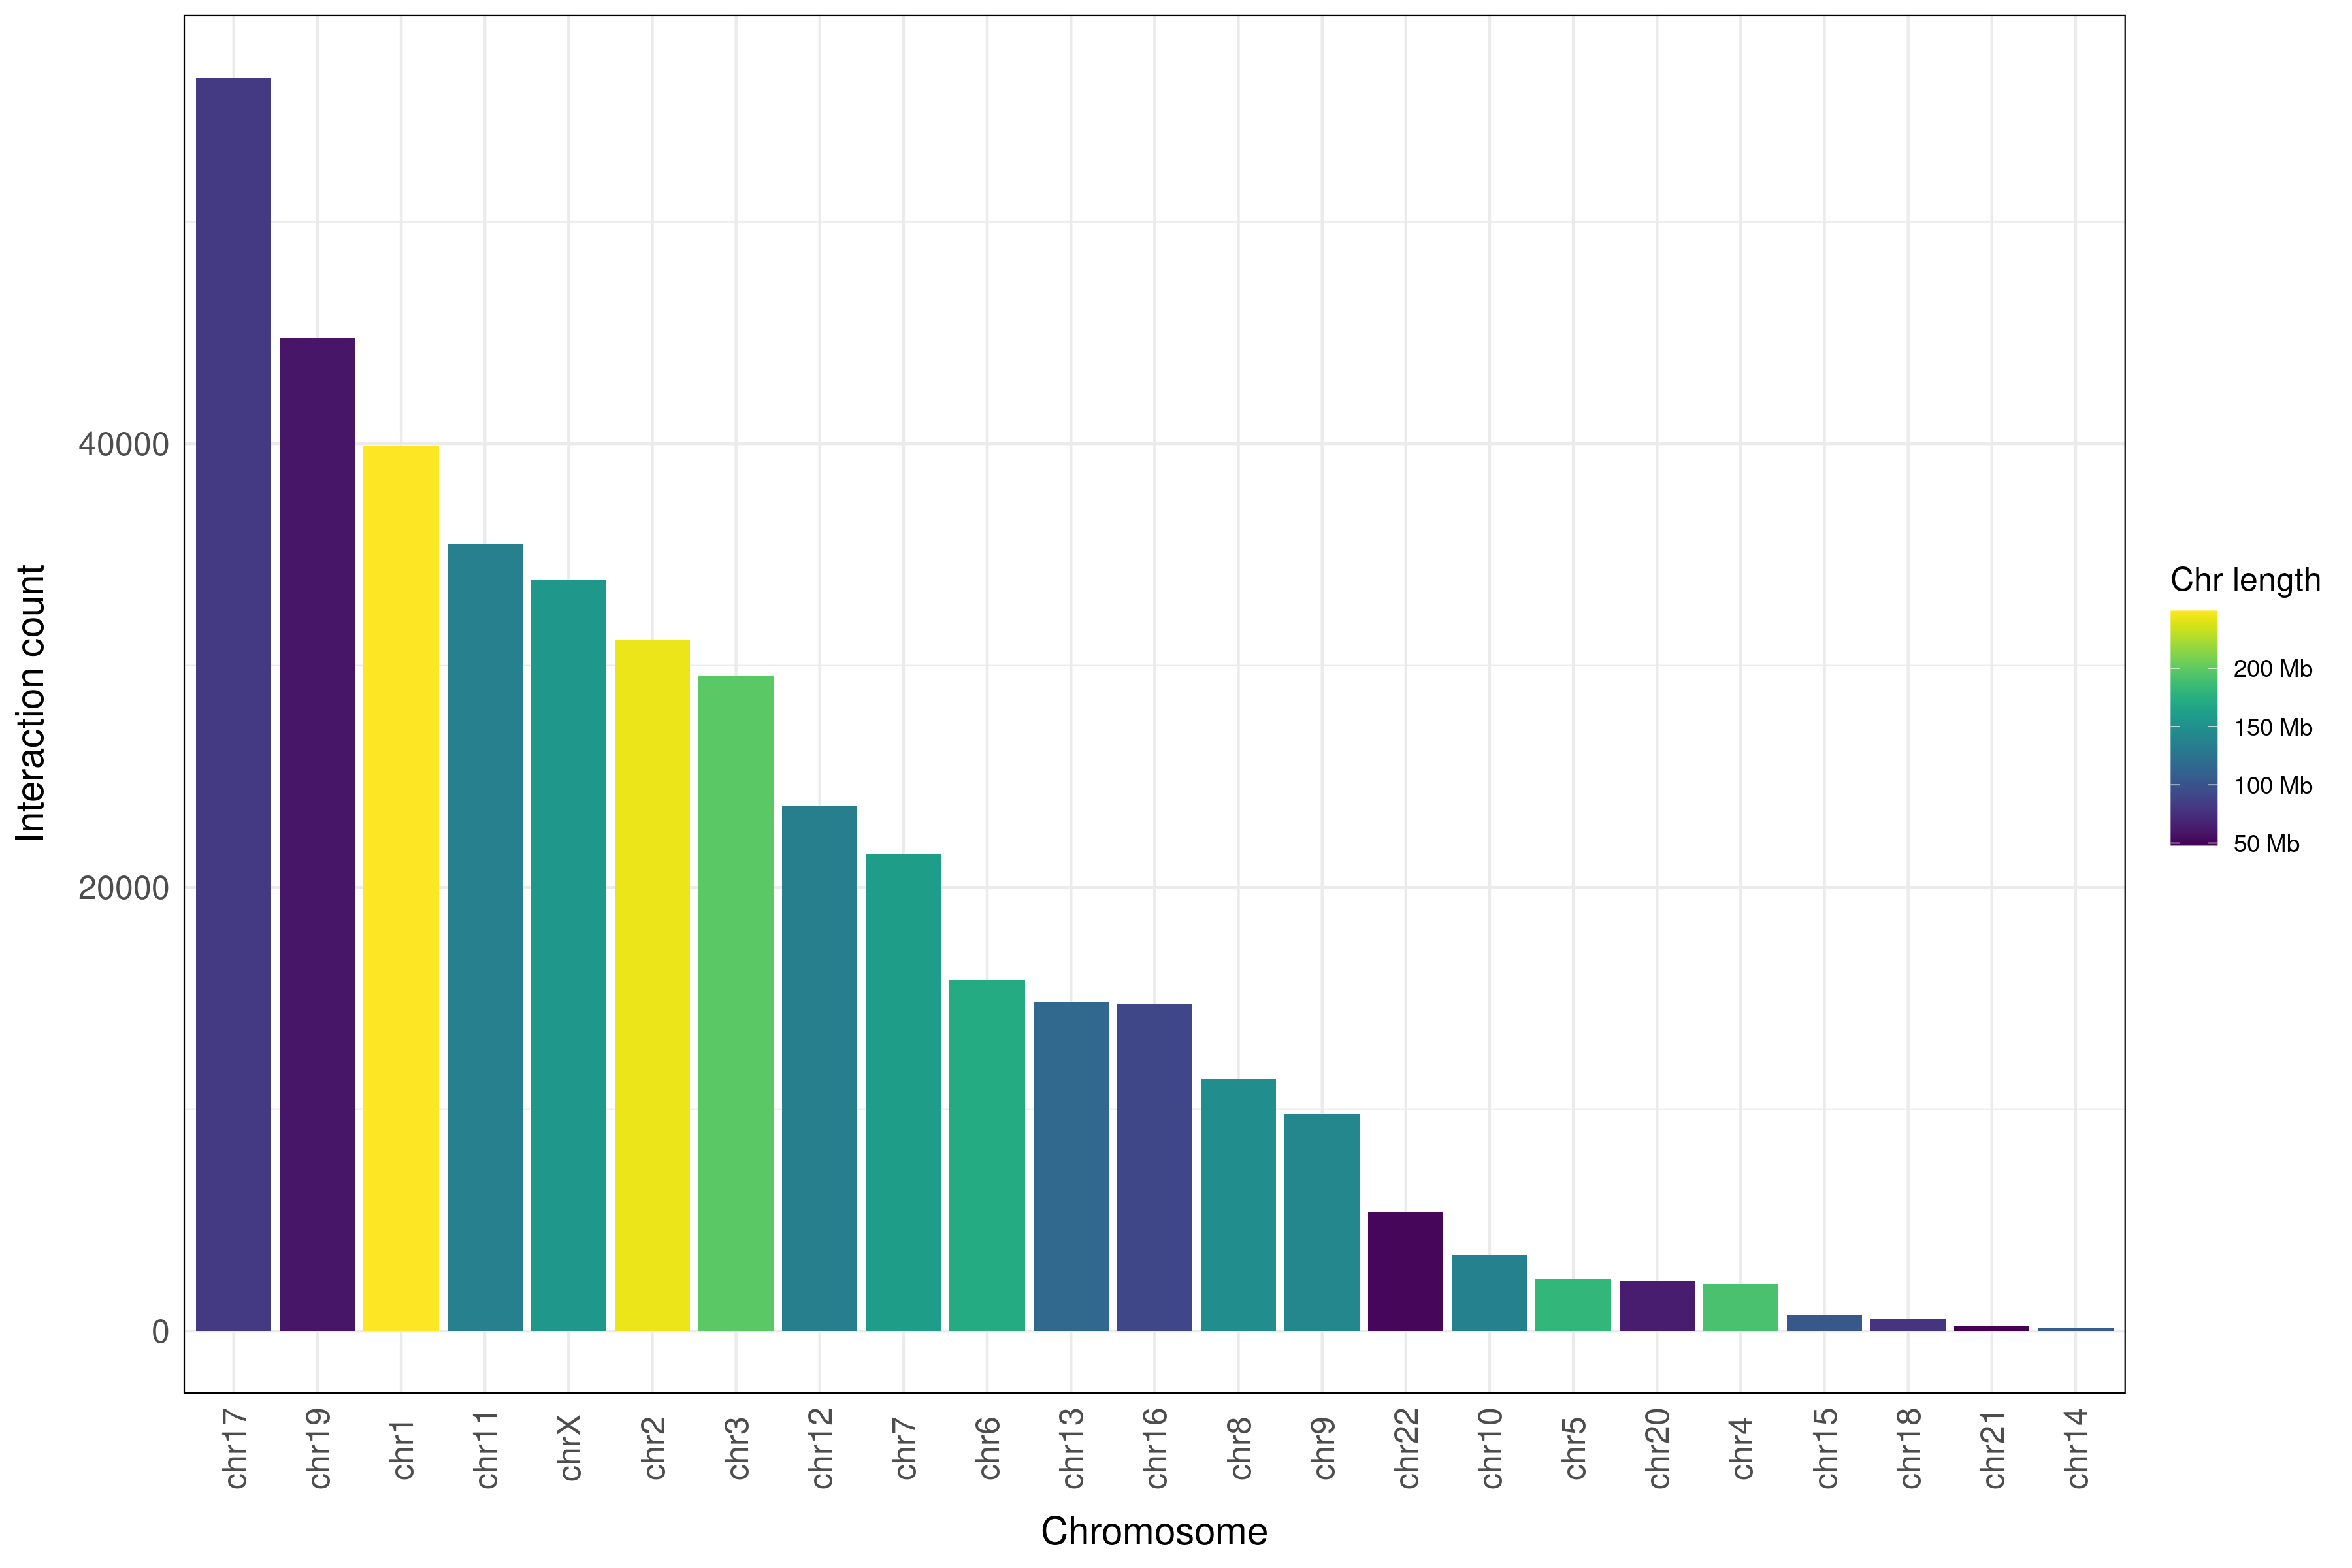 Interaction count
40000
20000
0
chr17
chr19
chr1
chr11
chrX
chr2
chr3
chr12
chr7
chr6
chr13
chr16
chr8
chr9
chr22
chr10
chr5
chr20
chr4
chr15
chr18
chr21
chr14
Chromosome
Chr length
200 Mb
150 Mb
100 Mb
50 Mb